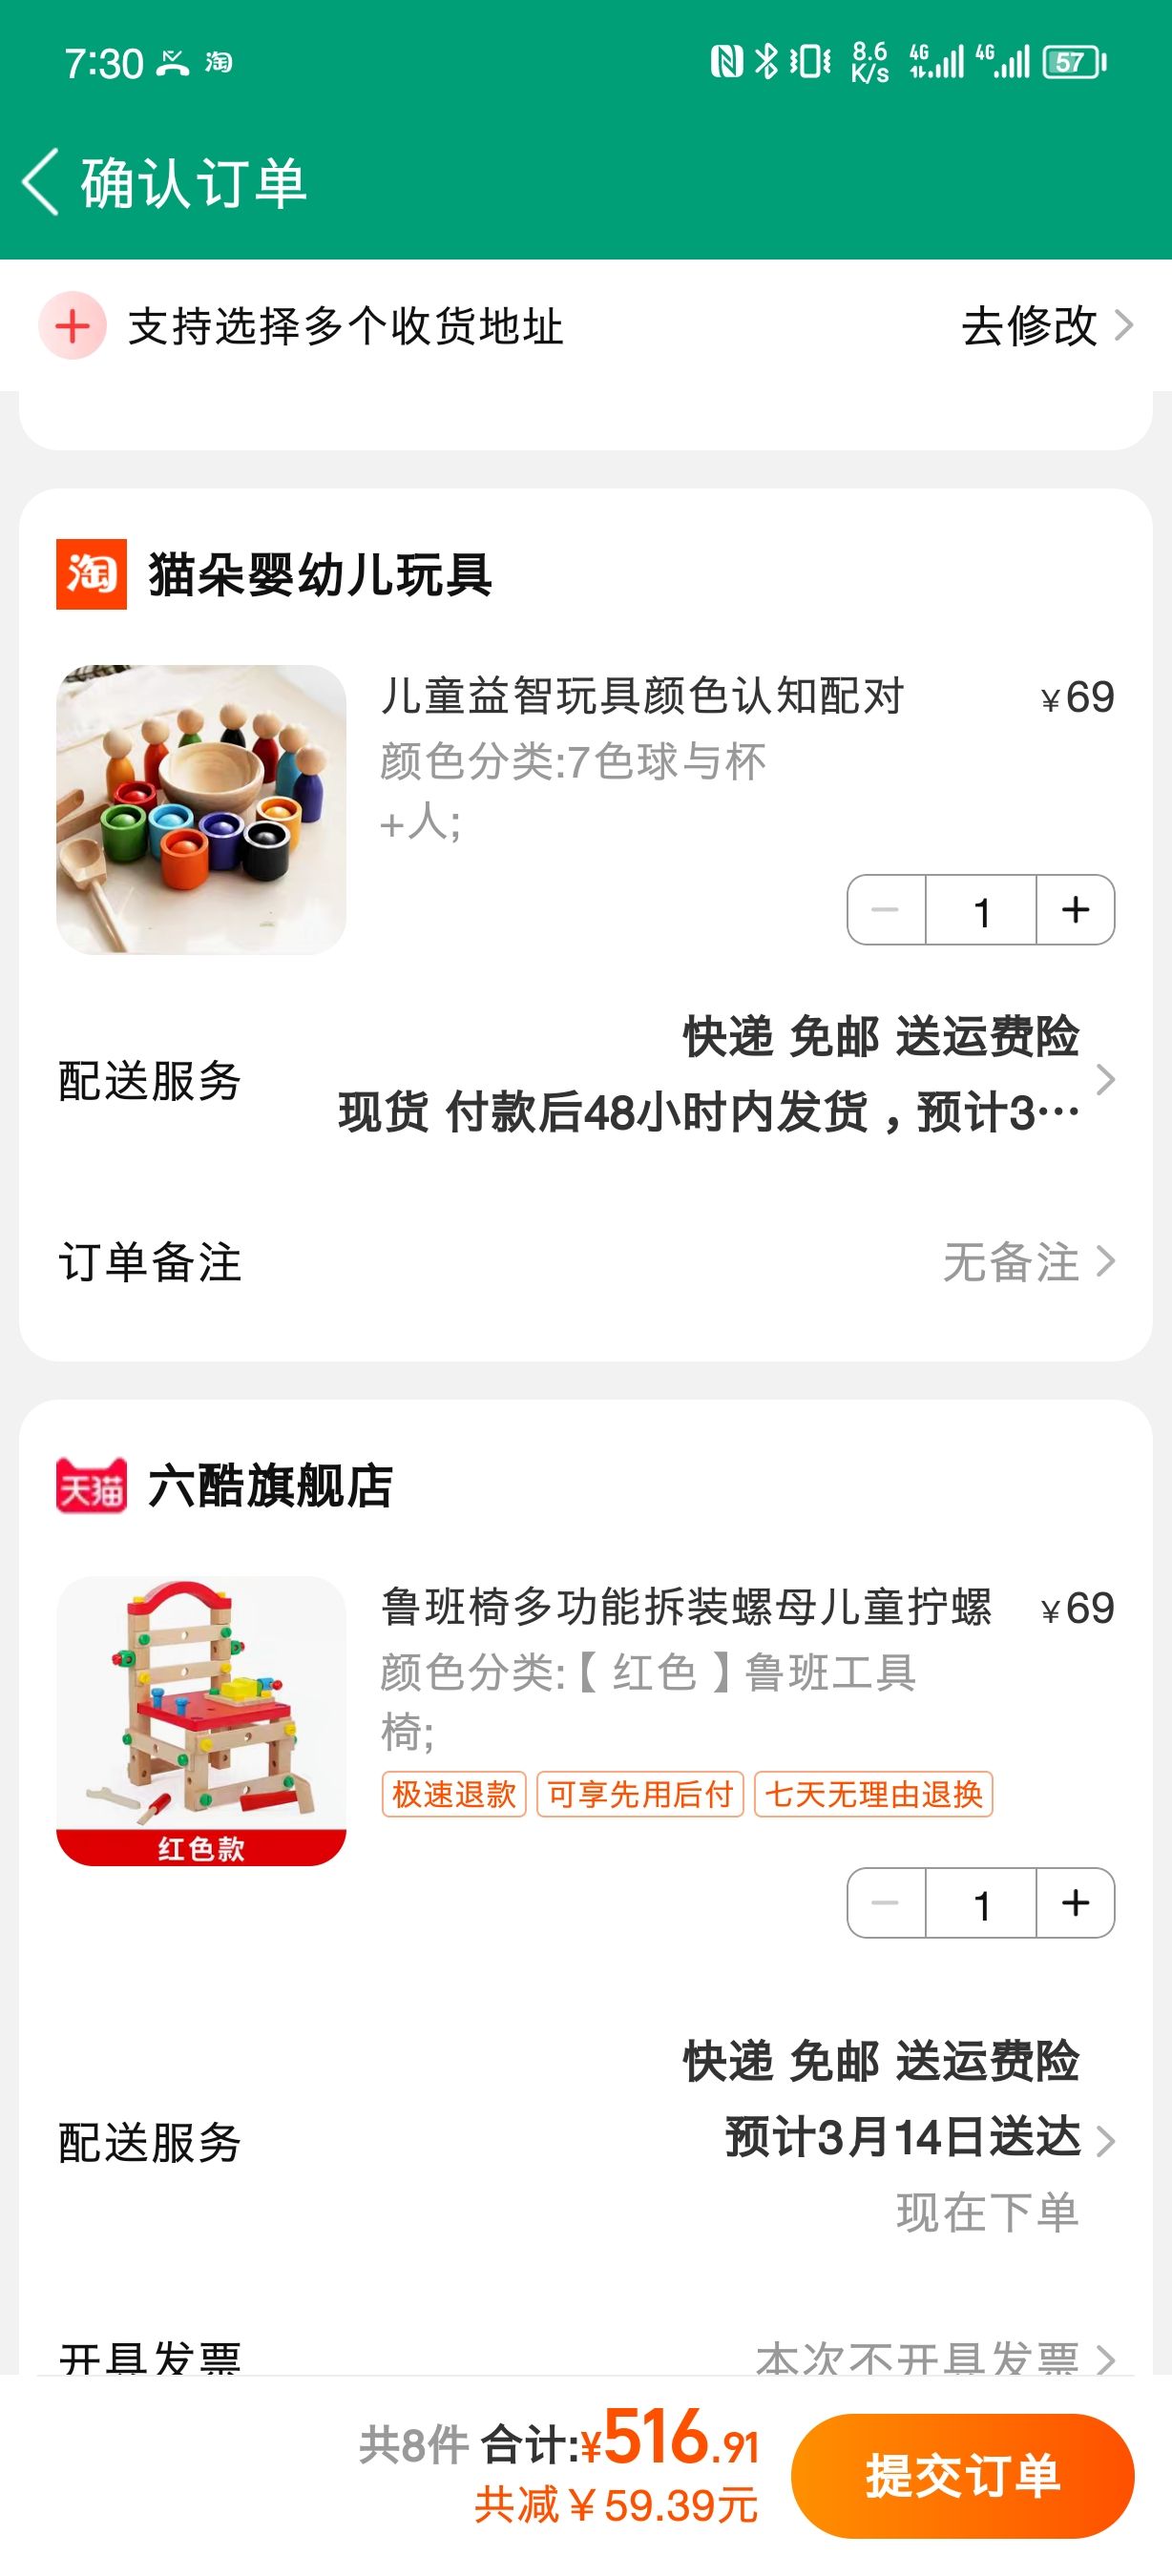 7:30 淘 8.6 K/s 4G 4G 57
确认订单
支持选择多个收货地址 去修改
淘 猫朵婴幼儿玩具
儿童益智玩具颜色认知配对 ¥69
颜色分类:7色球与杯
+人;
1
快递 免邮 送运费险
配送服务
现货 付款后48小时内发货，预计3…
订单备注 无备注
天猫 六酷旗舰店
鲁班椅多功能拆装螺母儿童拧螺 ¥69
颜色分类:【红色】鲁班工具
椅;
极速退款 可享先用后付 七天无理由退换
红色款
1
快递 免邮 送运费险
配送服务 预计3月14日送达
现在下单
开具发票 本次不开具发票
共8件 合计:¥516.91
共减￥59.39元
提交订单